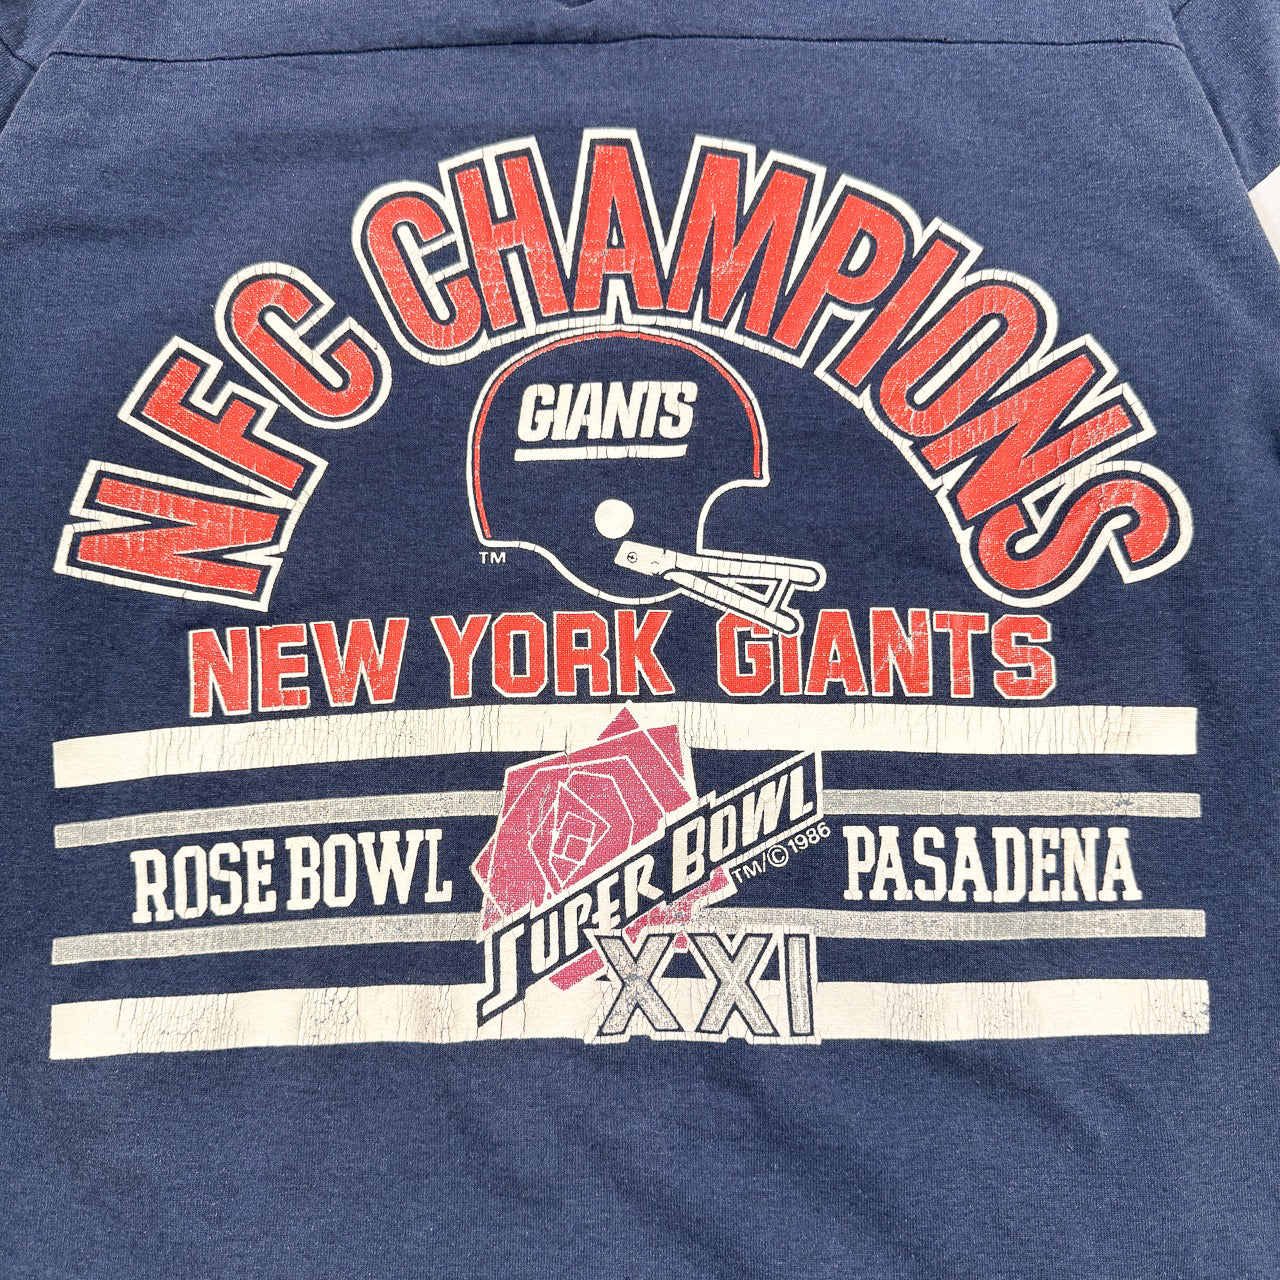 NFC CHAMPIONS
GIANTS
TM
NEW YORK GIANTS
ROSE BOWL
SUPER BOWL
TM/©1986
XXI
PASADENA